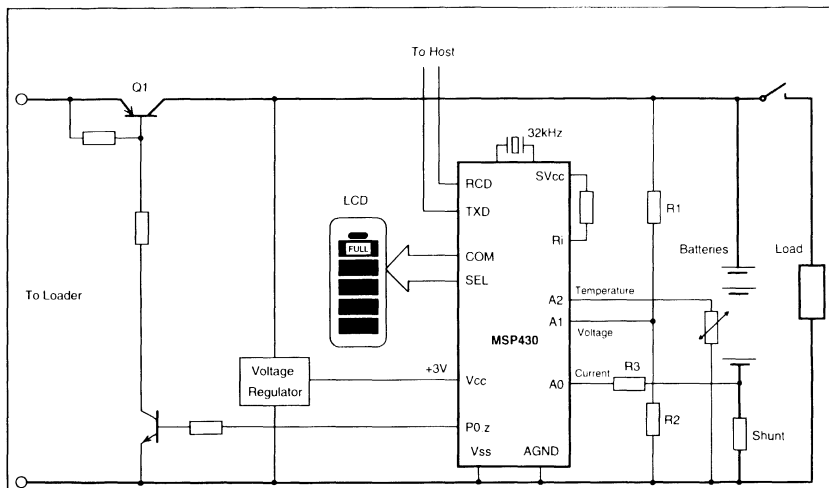 To Host
Q1
32kHz
LCD
RCD
SVcc
TXD
R1
FULL
Ri
Batteries
Load
COM
SEL
To Loader
A2
Temperature
A1
Voltage
MSP430
Voltage
Regulator
+3V
Vcc
A0
Current
R3
P0.z
R2
Shunt
Vss
AGND